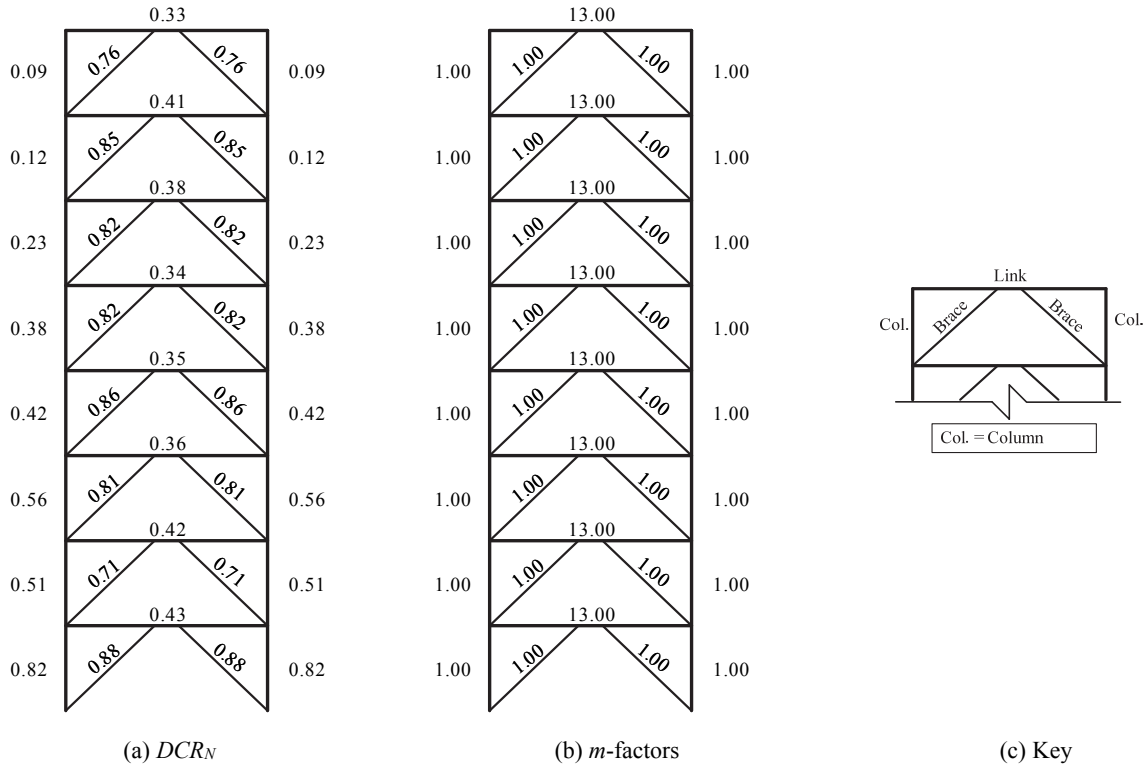 0.33
0.09 0.76 0.76 0.09
0.41
0.12 0.85 0.85 0.12
0.38
0.23 0.82 0.82 0.23
0.34
0.38 0.82 0.82 0.38
0.35
0.42 0.86 0.86 0.42
0.36
0.56 0.81 0.81 0.56
0.42
0.51 0.71 0.71 0.51
0.43
0.82 0.88 0.88 0.82
(a) DCRN
13.00
1.00 1.00 1.00 1.00
13.00
1.00 1.00 1.00 1.00
13.00
1.00 1.00 1.00 1.00
13.00
1.00 1.00 1.00 1.00
13.00
1.00 1.00 1.00 1.00
13.00
1.00 1.00 1.00 1.00
13.00
1.00 1.00 1.00 1.00
13.00
1.00 1.00 1.00 1.00
(b) m-factors
Link
Col. Brace Brace Col.
Col. = Column
(c) Key